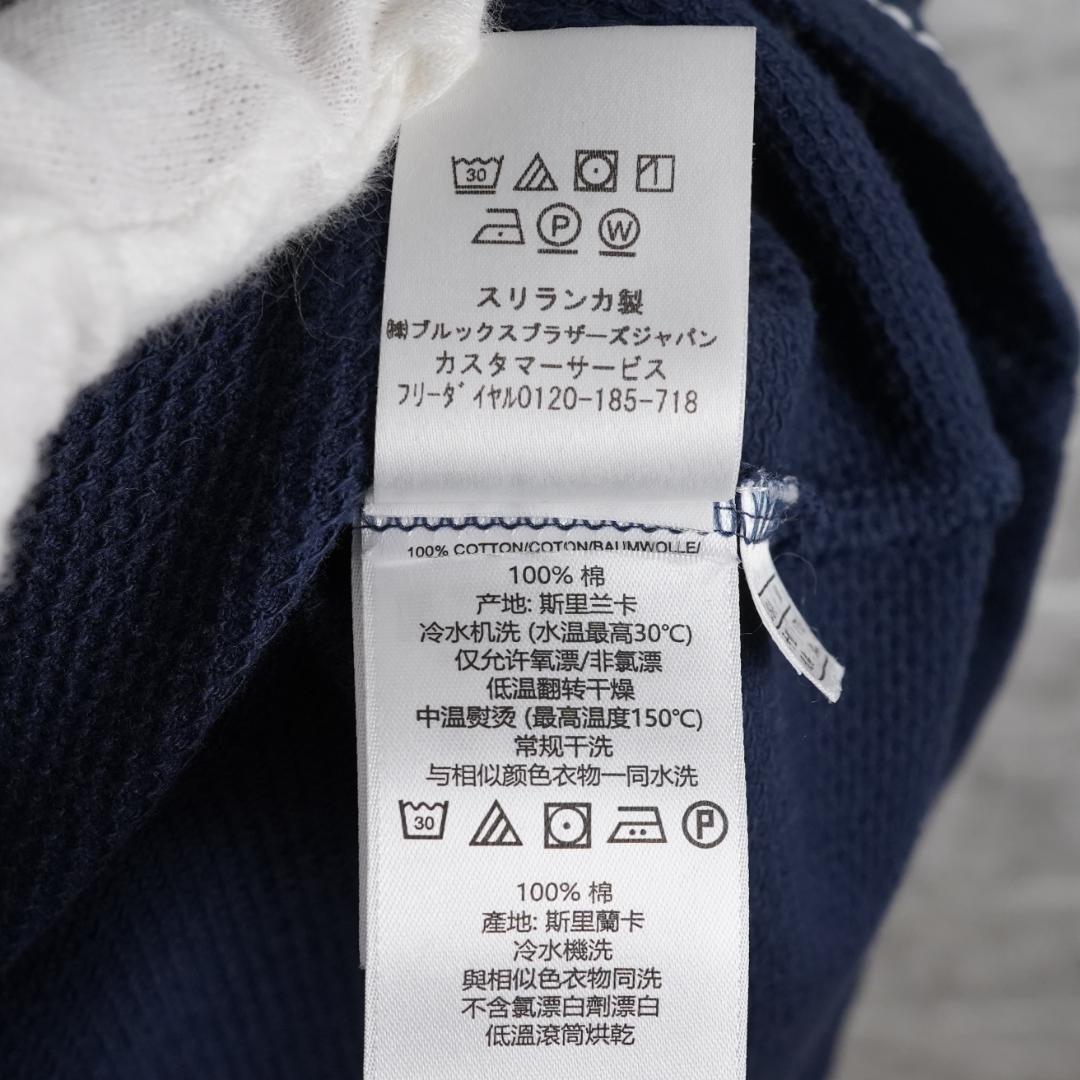 30
P W
スリランカ製
㈱ブルックスブラザーズジャパン
カスタマーサービス
フリーダイヤル0120-185-718
100% COTTON/COTON/BAUMWOLLE/
100% 棉
产地: 斯里兰卡
冷水机洗 (水温最高30℃)
仅允许氧漂/非氯漂
低温翻转干燥
中温熨烫 (最高温度150℃)
常规干洗
与相似颜色衣物一同水洗
30 P
100% 棉
產地: 斯里蘭卡
冷水機洗
與相似色衣物同洗
不含氯漂白劑漂白
低溫滾筒烘乾